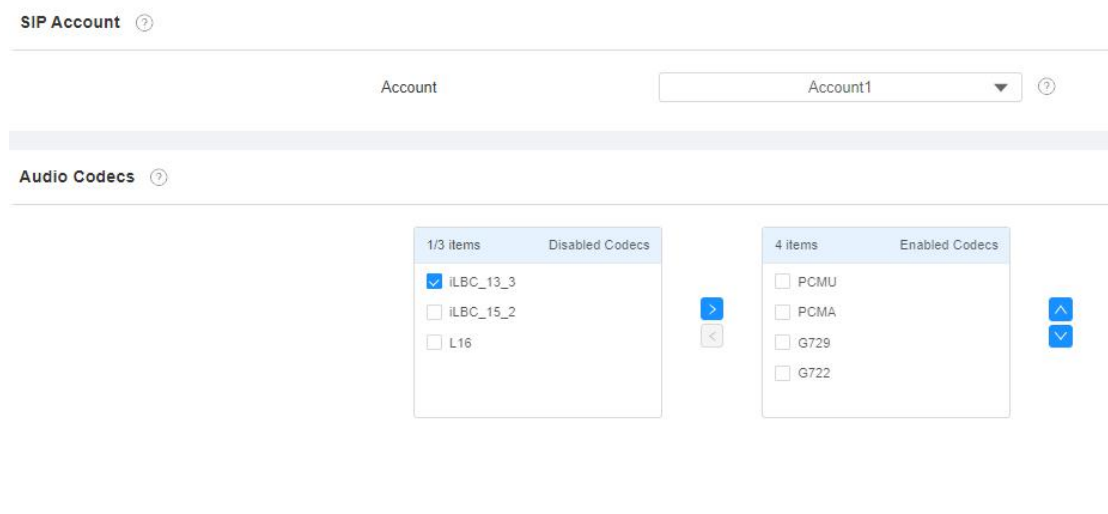 SIP Account ?
Account Account1 ?
Audio Codecs ?
1/3 items Disabled Codecs 4 items Enabled Codecs
iLBC_13_3 PCMU
iLBC_15_2 PCMA
L16 G729
G722